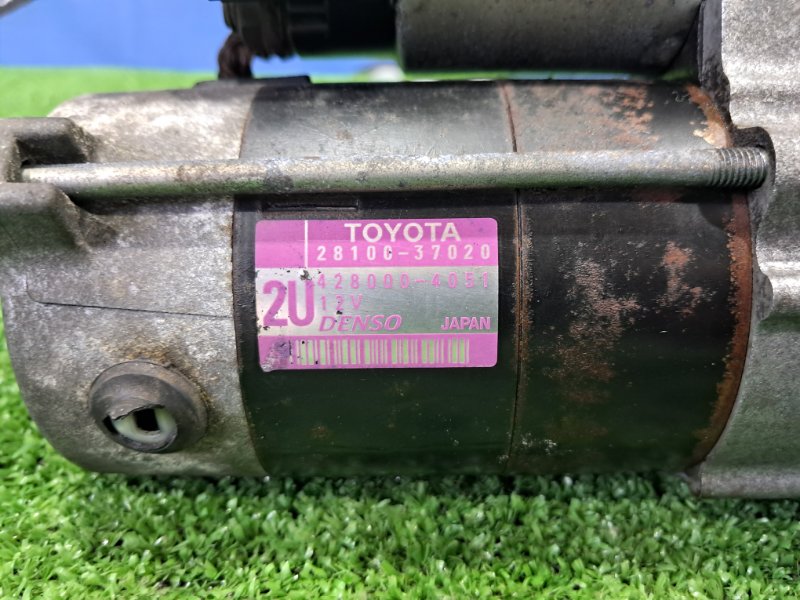 TOYOTA
28100-37020
428000-4051
2U
12V
DENSO JAPAN